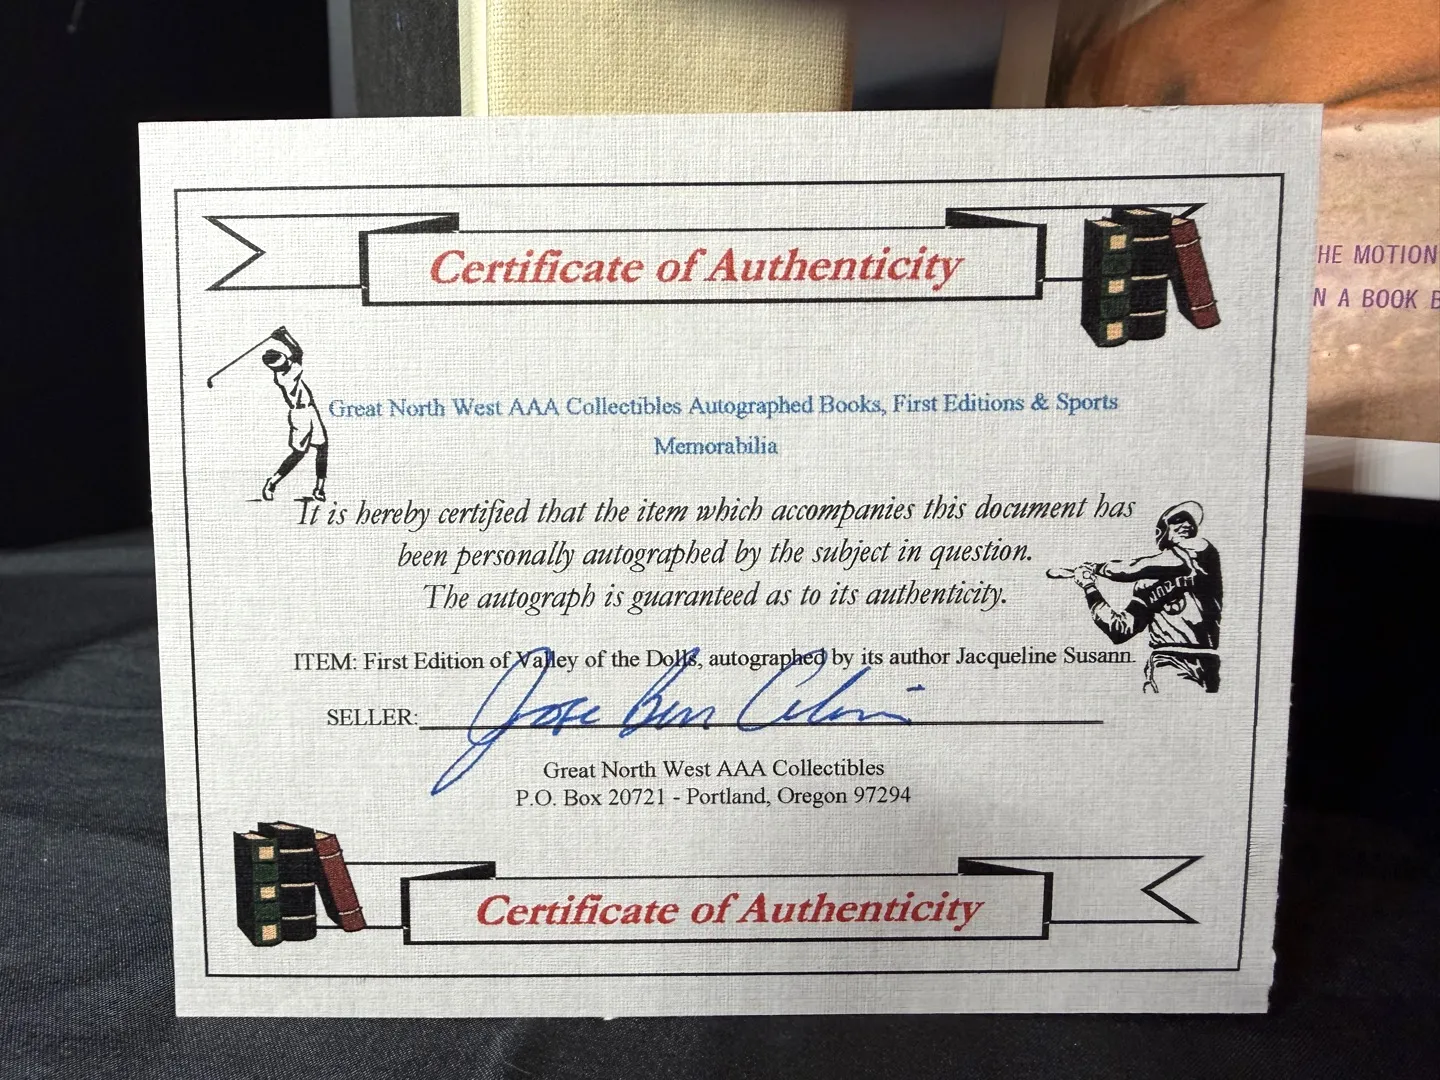 Certificate of Authenticity
HE MOTION
N A BOOK B
Great North West AAA Collectibles Autographed Books, First Editions & Sports
Memorabilia
It is hereby certified that the item which accompanies this document has
been personally autographed by the subject in question.
The autograph is guaranteed as to its authenticity.
NORTH
ITEM: First Edition of Valley of the Dolls, autographed by its author Jacqueline Susann.
SELLER:
Great North West AAA Collectibles
P.O. Box 20721 - Portland, Oregon 97294
Certificate of Authenticity